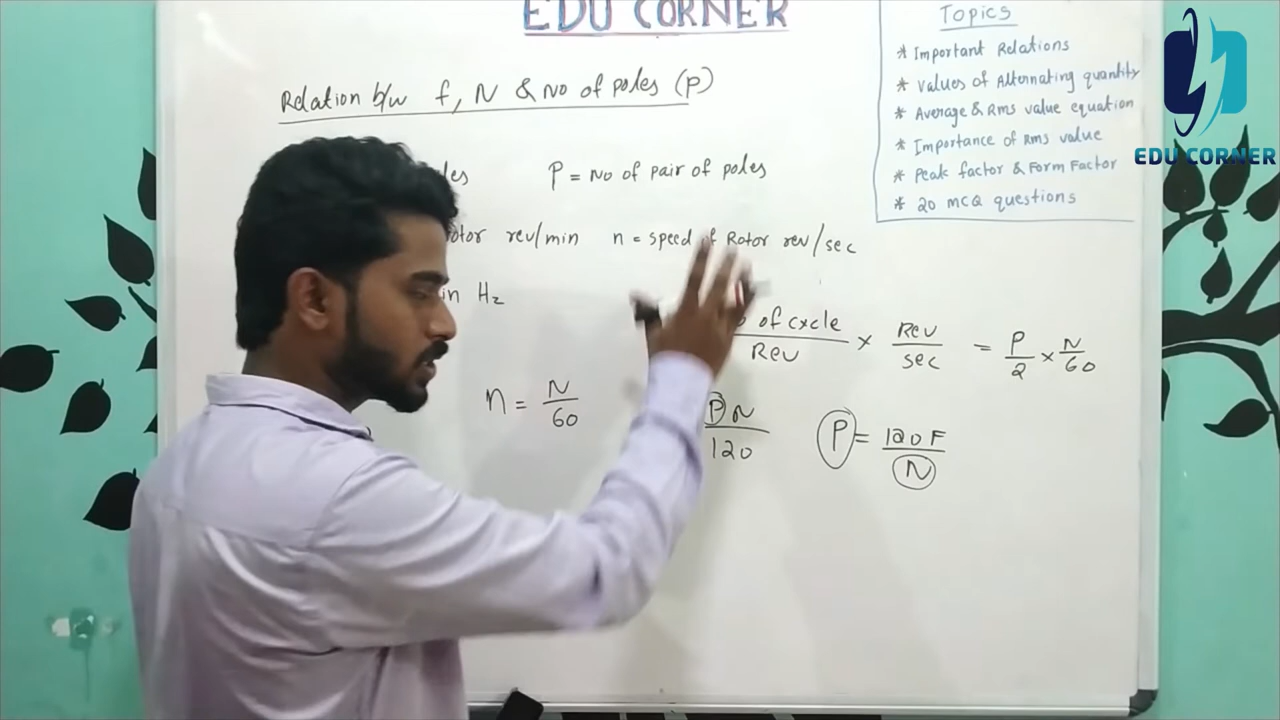 EDU CORNER
Relation b/w f, N & No of poles (P)
P = No of pair of poles
rev/min n = speed of Rotor rev/sec
in Hz
of cycle / Rev × Rev / sec = P/2 × N/60
n = N/60
PN/120 P = 120F/N
Topics
* Important Relations
* Values of Alternating quantity
* Average & Rms value equation
* Importance of rms value
* Peak factor & Form Factor
* 20 MCQ questions
EDU CORNER